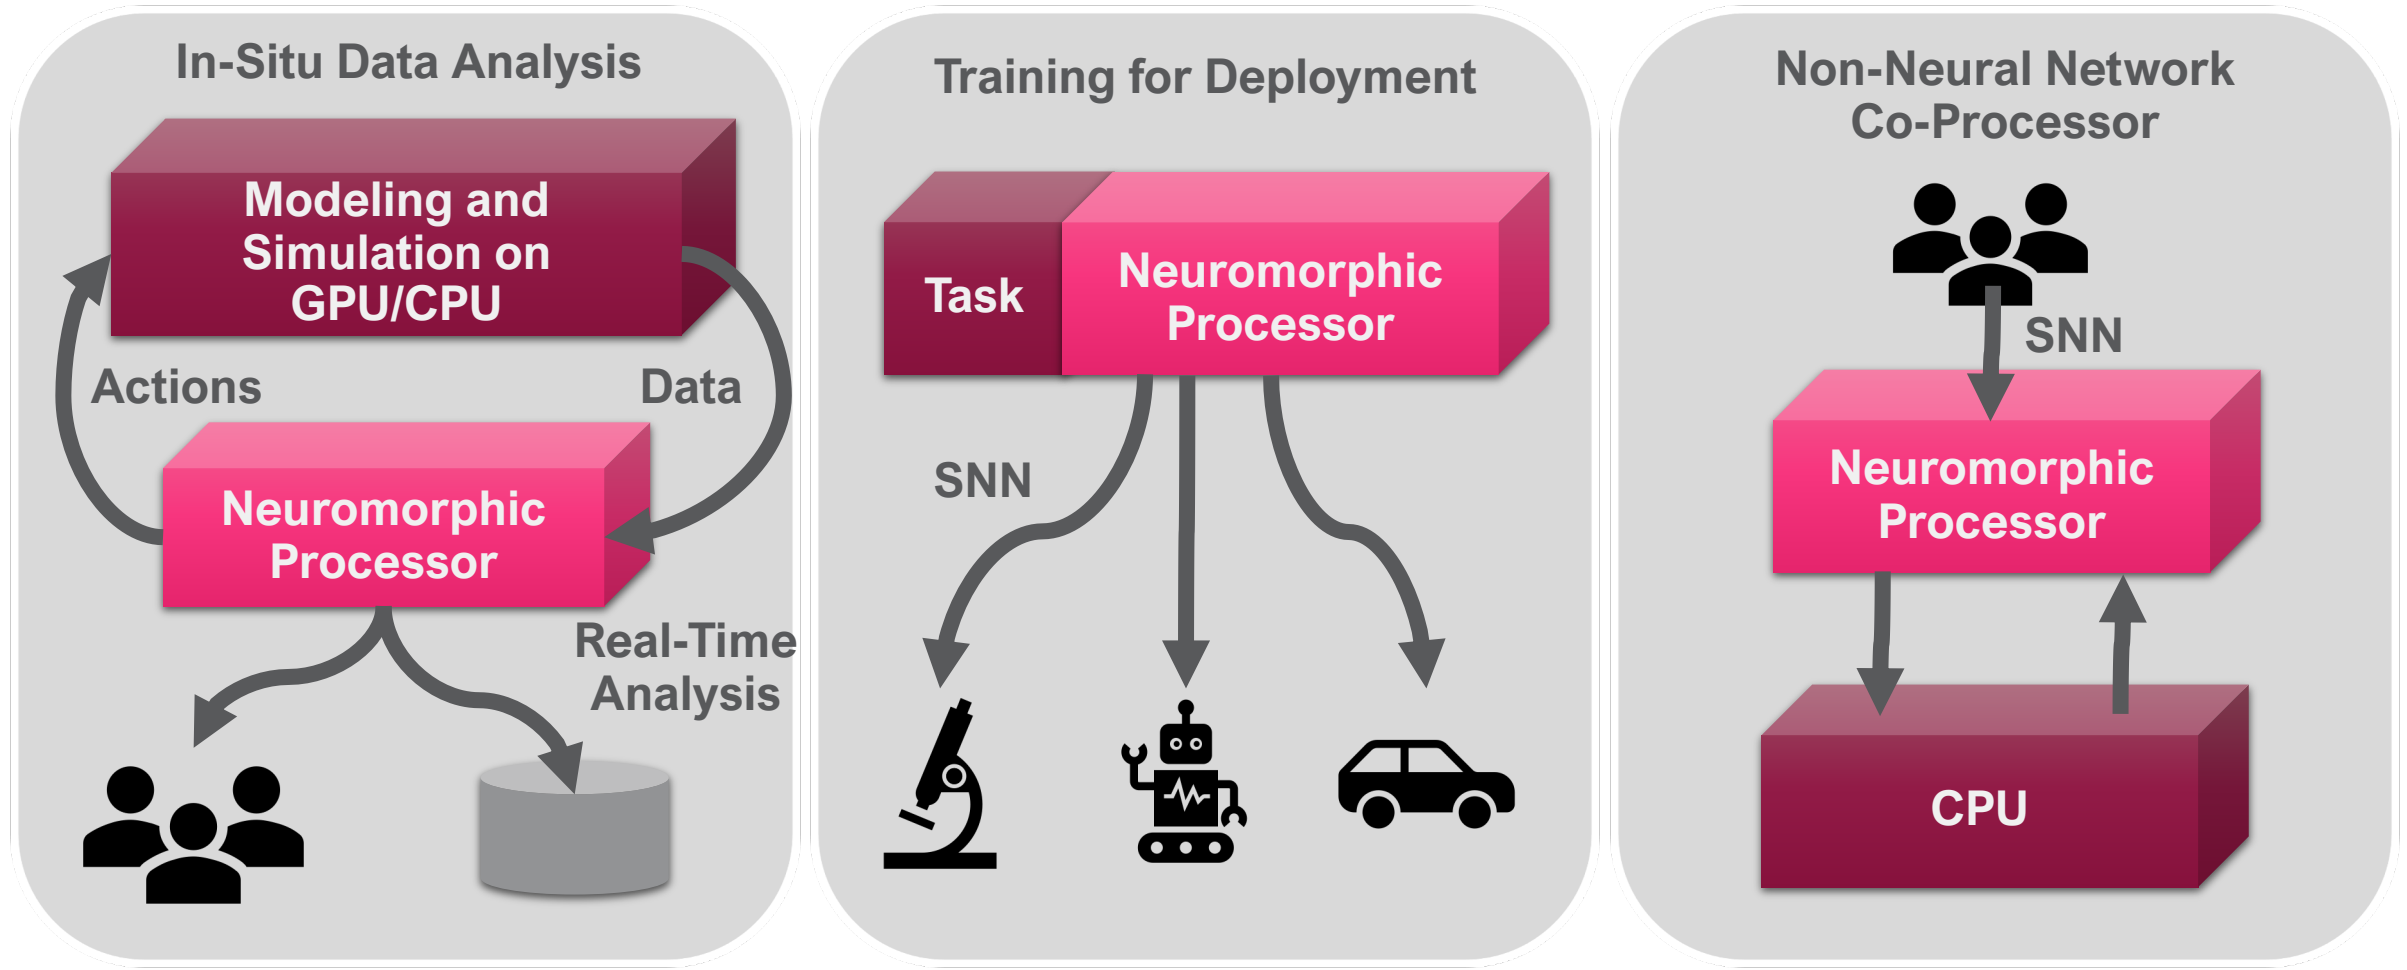 In-Situ Data Analysis
Modeling and
Simulation on
GPU/CPU
Actions
Data
Neuromorphic
Processor
Real-Time
Analysis
Training for Deployment
Task
Neuromorphic
Processor
SNN
Non-Neural Network
Co-Processor
SNN
Neuromorphic
Processor
CPU